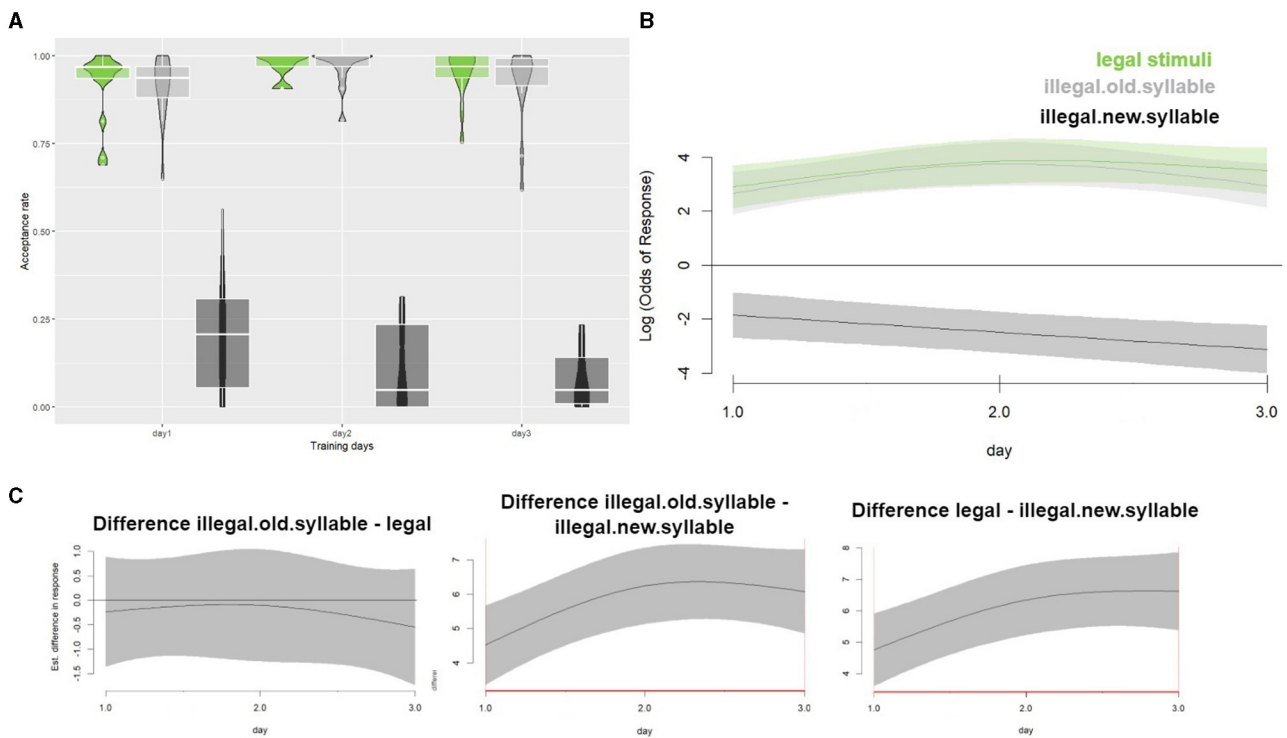 A
1.00
0.75
0.50
0.25
0.00
Acceptance rate
day1
day2
day3
Training days
B
legal stimuli
illegal.old.syllable
illegal.new.syllable
4
2
0
-2
-4
Log (Odds of Response)
1.0
2.0
3.0
day
C
Difference illegal.old.syllable - legal
1.0
0.5
0.0
-0.5
-1.0
-1.5
Est. difference in response
1.0
2.0
3.0
day
Difference illegal.old.syllable -
illegal.new.syllable
7
6
5
4
1.0
2.0
3.0
day
Difference legal - illegal.new.syllable
8
7
6
5
4
1.0
2.0
3.0
day